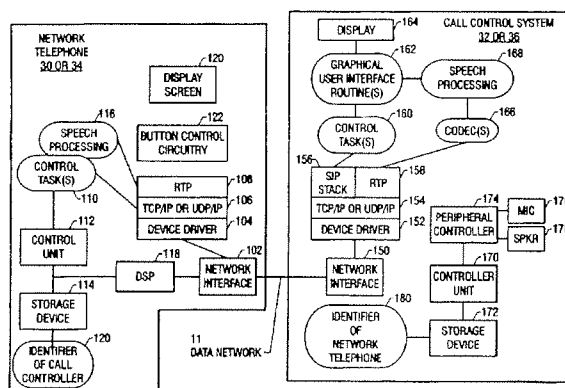 NETWORK
TELEPHONE
30 OR 34
120
DISPLAY
SCREEN
122
BUTTON CONTROL
CIRCUITRY
116
SPEECH
PROCESSING
CONTROL
TASK(S)
110
112
CONTROL
UNIT
114
STORAGE
DEVICE
120
IDENTIFIER
OF CALL
CONTROLLER
RTP
108
TCP/IP OR UDP/IP
106
DEVICE DRIVER
104
102
118
DSP
NETWORK
INTERFACE
11
DATA NETWORK
CALL CONTROL SYSTEM
32 OR 36
164
DISPLAY
162
GRAPHICAL
USER INTERFACE
ROUTINE(S)
168
SPEECH
PROCESSING
160
CONTROL
TASK(S)
166
CODEC(S)
156
SIP
STACK
RTP
158
TCP/IP OR UDP/IP
154
DEVICE DRIVER
152
150
NETWORK
INTERFACE
174
PERIPHERAL
CONTROLLER
MIC
SPKR
170
CONTROLLER
UNIT
172
STORAGE
DEVICE
180
IDENTIFIER
OF
NETWORK
TELEPHONE